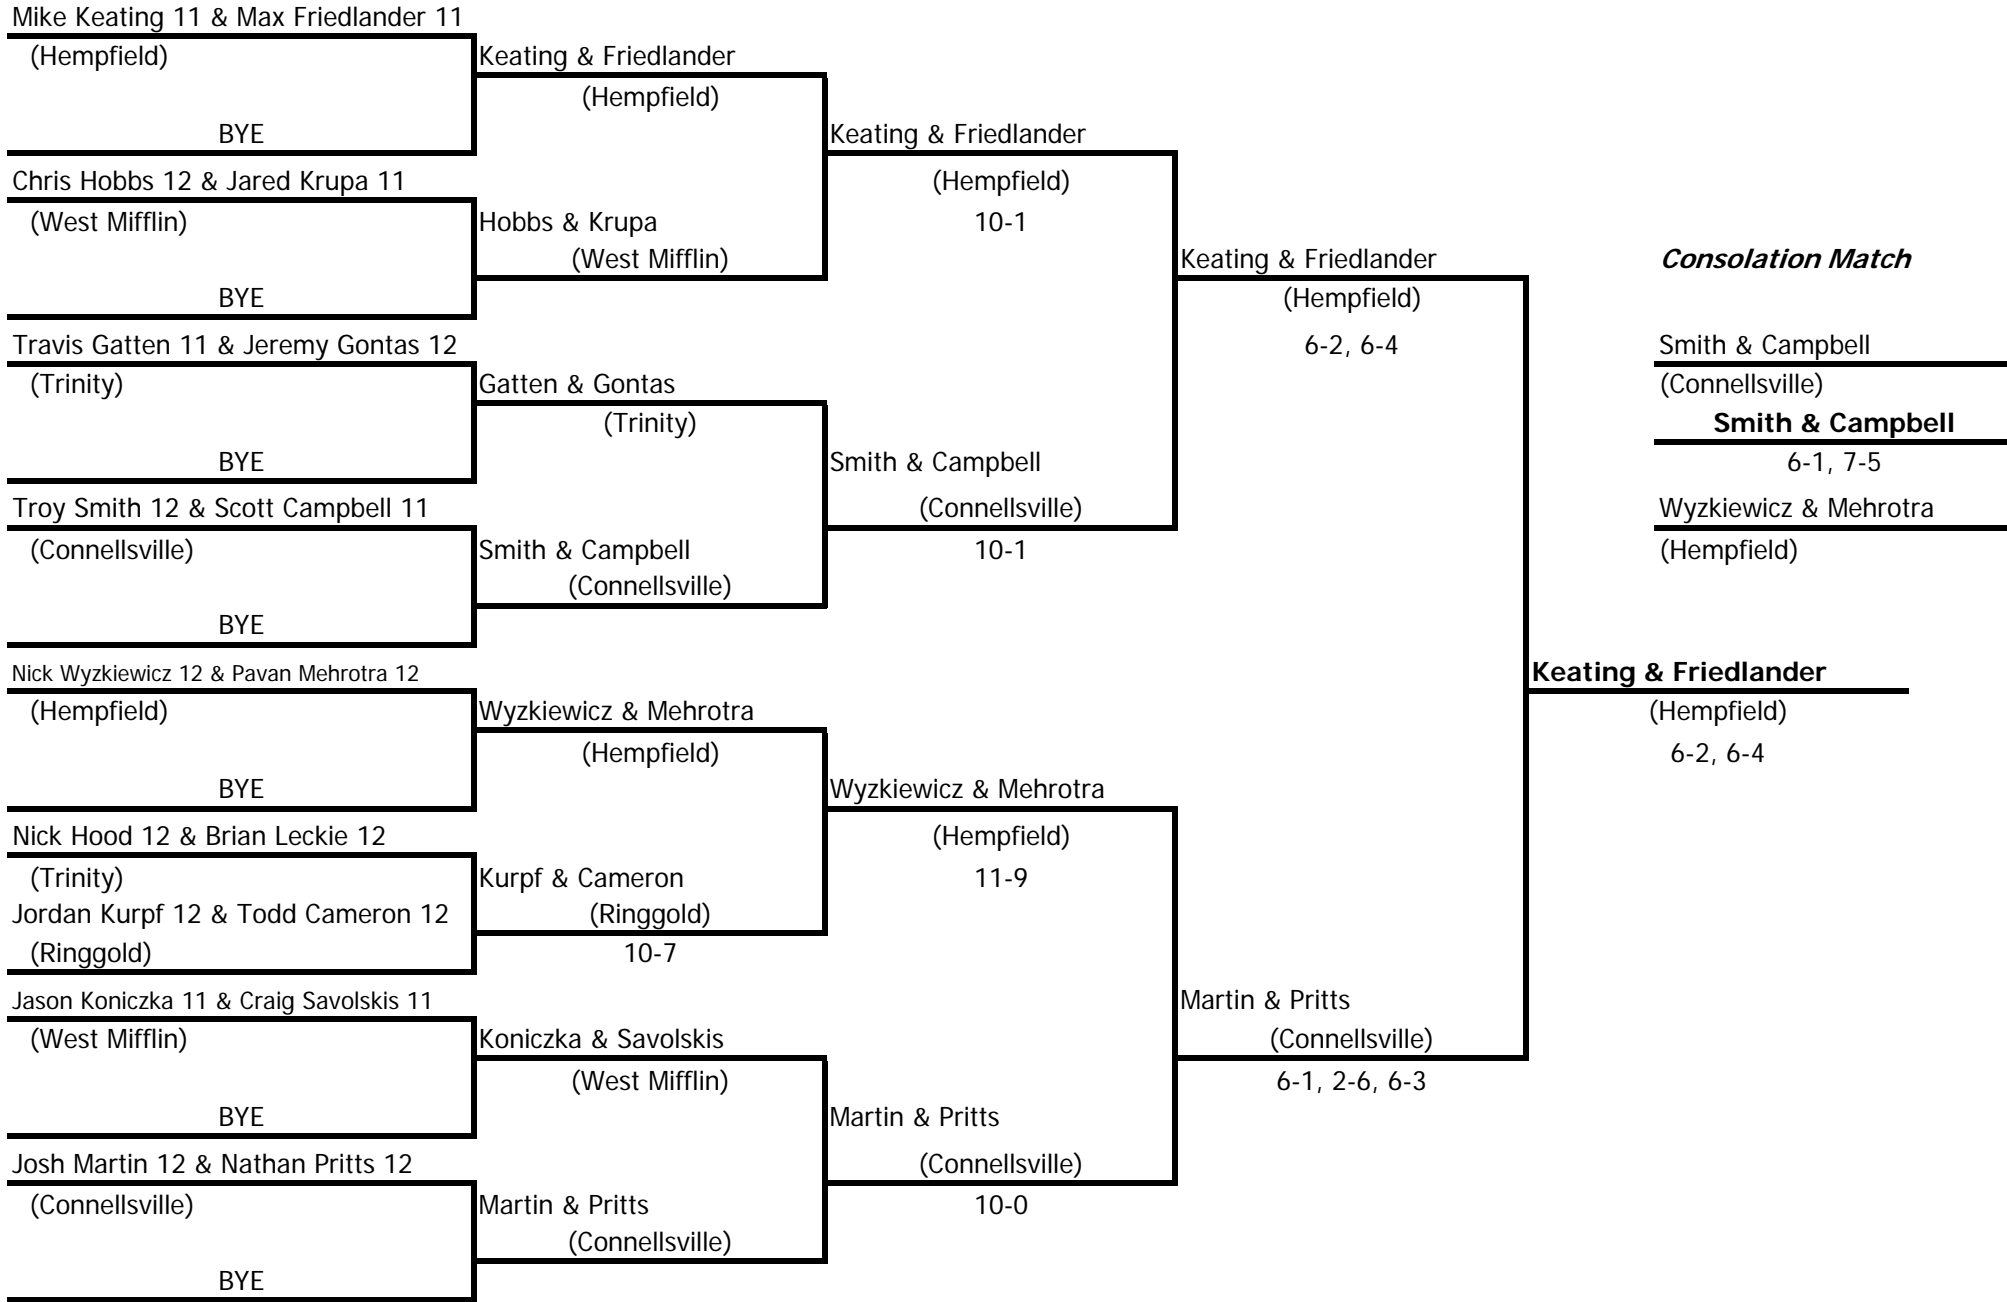 Mike Keating 11 & Max Friedlander 11
(Hempfield)
BYE
Chris Hobbs 12 & Jared Krupa 11
(West Mifflin)
BYE
Travis Gatten 11 & Jeremy Gontas 12
(Trinity)
BYE
Troy Smith 12 & Scott Campbell 11
(Connellsville)
BYE
Nick Wyzkiewicz 12 & Pavan Mehrotra 12
(Hempfield)
BYE
Nick Hood 12 & Brian Leckie 12
(Trinity)
Jordan Kurpf 12 & Todd Cameron 12
(Ringgold)
Jason Koniczka 11 & Craig Savolskis 11
(West Mifflin)
BYE
Josh Martin 12 & Nathan Pritts 12
(Connellsville)
BYE
Keating & Friedlander
(Hempfield)
Hobbs & Krupa
(West Mifflin)
Gatten & Gontas
(Trinity)
Smith & Campbell
(Connellsville)
Wyzkiewicz & Mehrotra
(Hempfield)
Kurpf & Cameron
(Ringgold)
10-7
Koniczka & Savolskis
(West Mifflin)
Martin & Pritts
(Connellsville)
Keating & Friedlander
(Hempfield)
10-1
Smith & Campbell
(Connellsville)
10-1
Wyzkiewicz & Mehrotra
(Hempfield)
11-9
Martin & Pritts
(Connellsville)
10-0
Keating & Friedlander
(Hempfield)
6-2, 6-4
Martin & Pritts
(Connellsville)
6-1, 2-6, 6-3
Keating & Friedlander
(Hempfield)
6-2, 6-4
Consolation Match
Smith & Campbell
(Connellsville)
Smith & Campbell
6-1, 7-5
Wyzkiewicz & Mehrotra
(Hempfield)